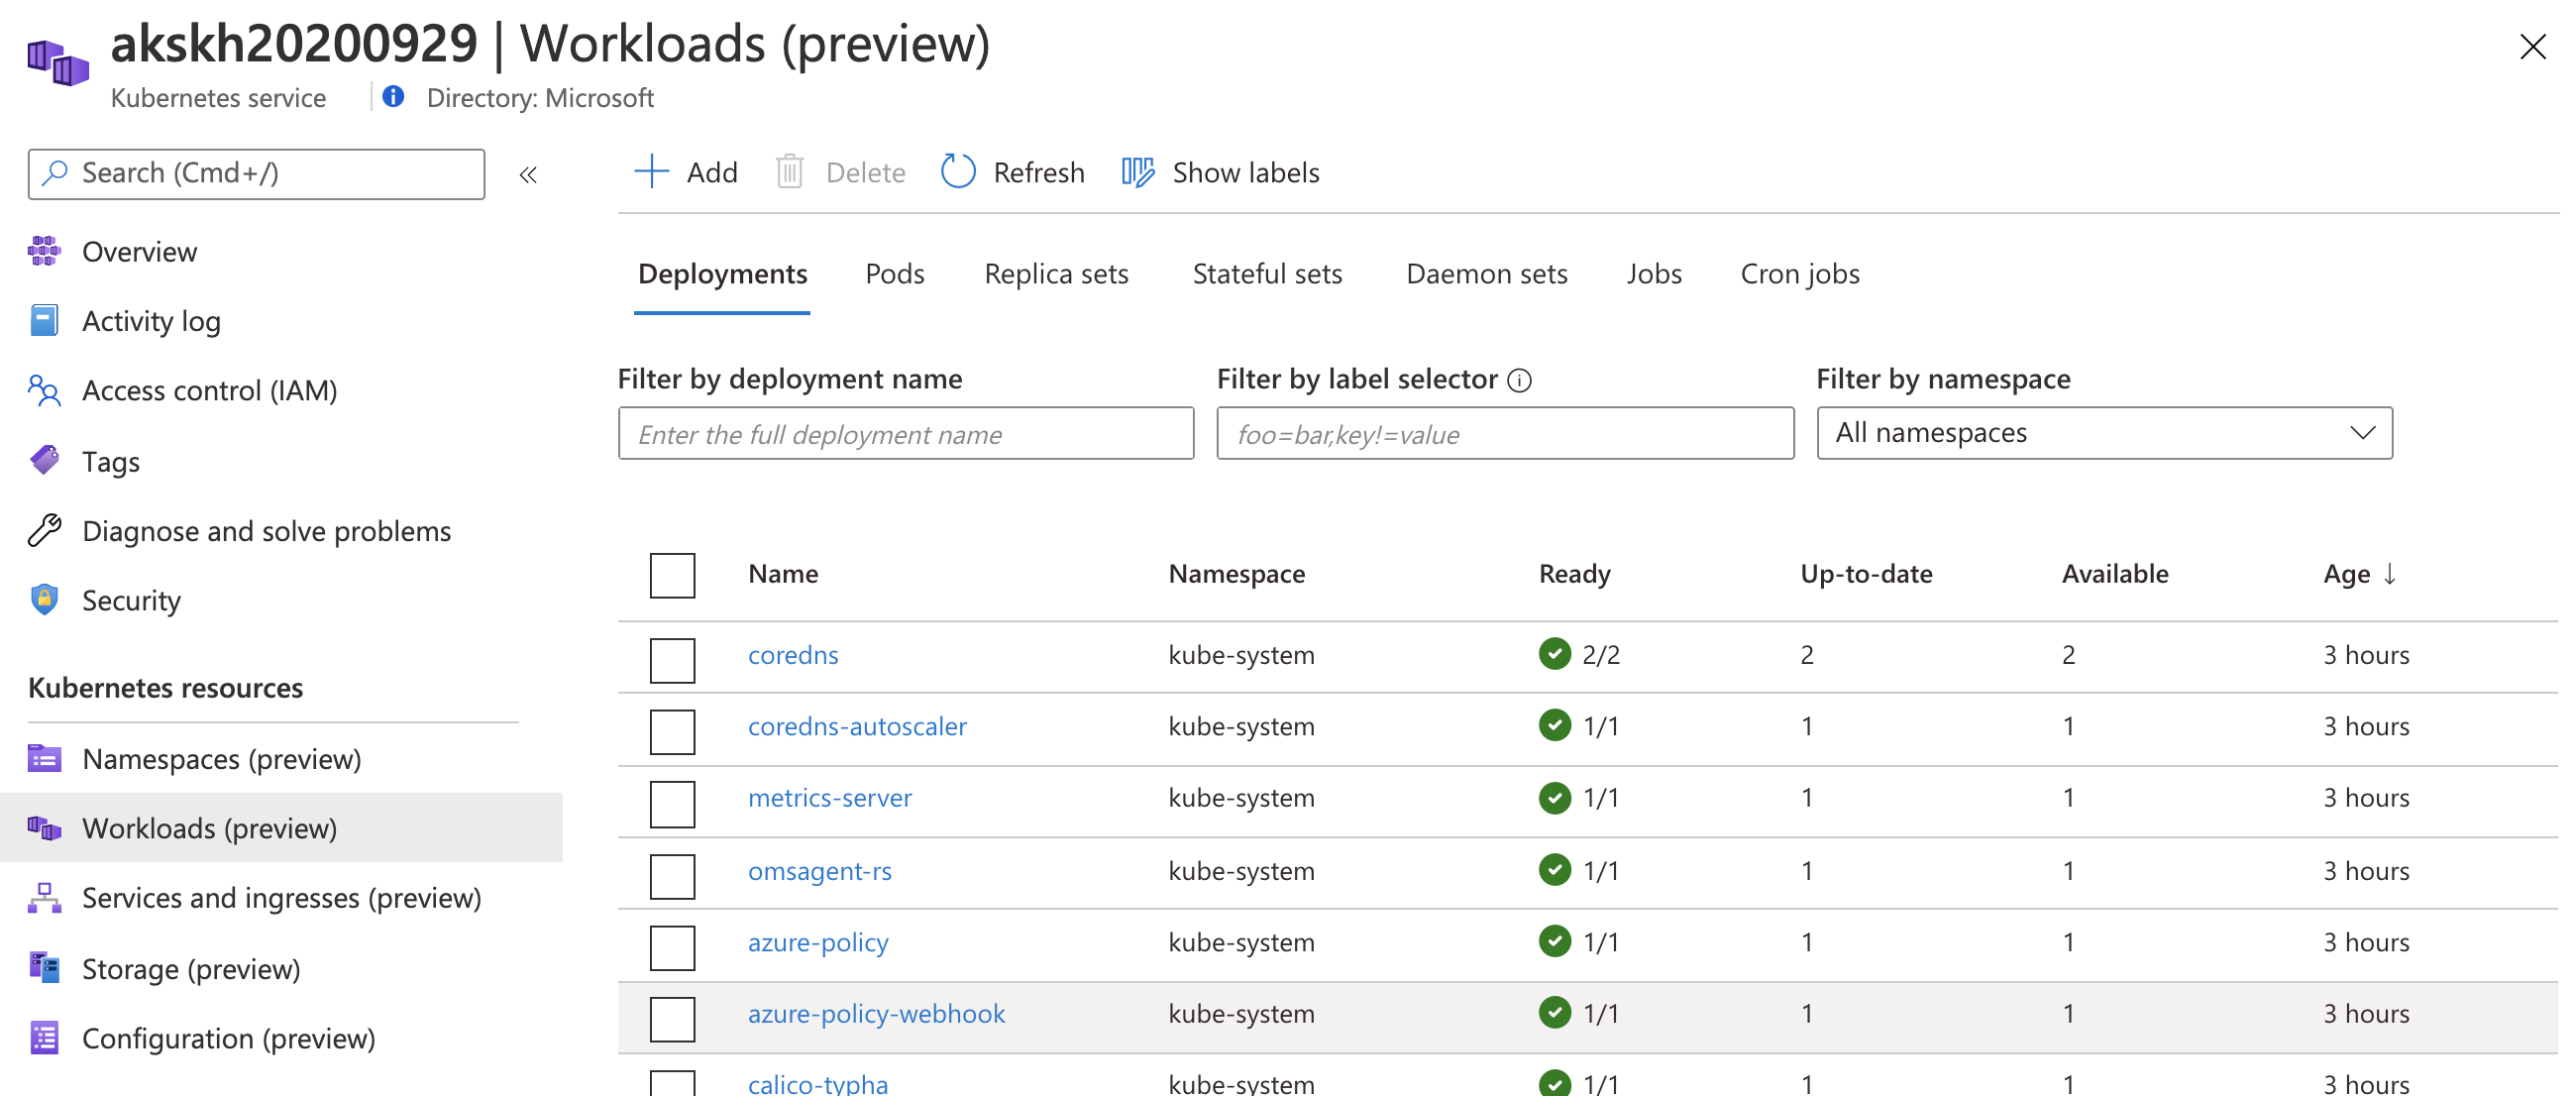 akskh20200929 | Workloads (preview)
Kubernetes service
Directory: Microsoft
Search (Cmd+/)
Overview
Activity log
Access control (IAM)
Tags
Diagnose and solve problems
Security
Kubernetes resources
Namespaces (preview)
Workloads (preview)
Services and ingresses (preview)
Storage (preview)
Configuration (preview)
Add Delete Refresh Show labels
Deployments Pods Replica sets Stateful sets Daemon sets Jobs Cron jobs
Filter by deployment name Filter by label selector Filter by namespace
Enter the full deployment name foo=bar,key!=value All namespaces
Name Namespace Ready Up-to-date Available Age ↓
coredns kube-system 2/2 2 2 3 hours
coredns-autoscaler kube-system 1/1 1 1 3 hours
metrics-server kube-system 1/1 1 1 3 hours
omsagent-rs kube-system 1/1 1 1 3 hours
azure-policy kube-system 1/1 1 1 3 hours
azure-policy-webhook kube-system 1/1 1 1 3 hours
calico-typha kube-system 1/1 1 1 3 hours